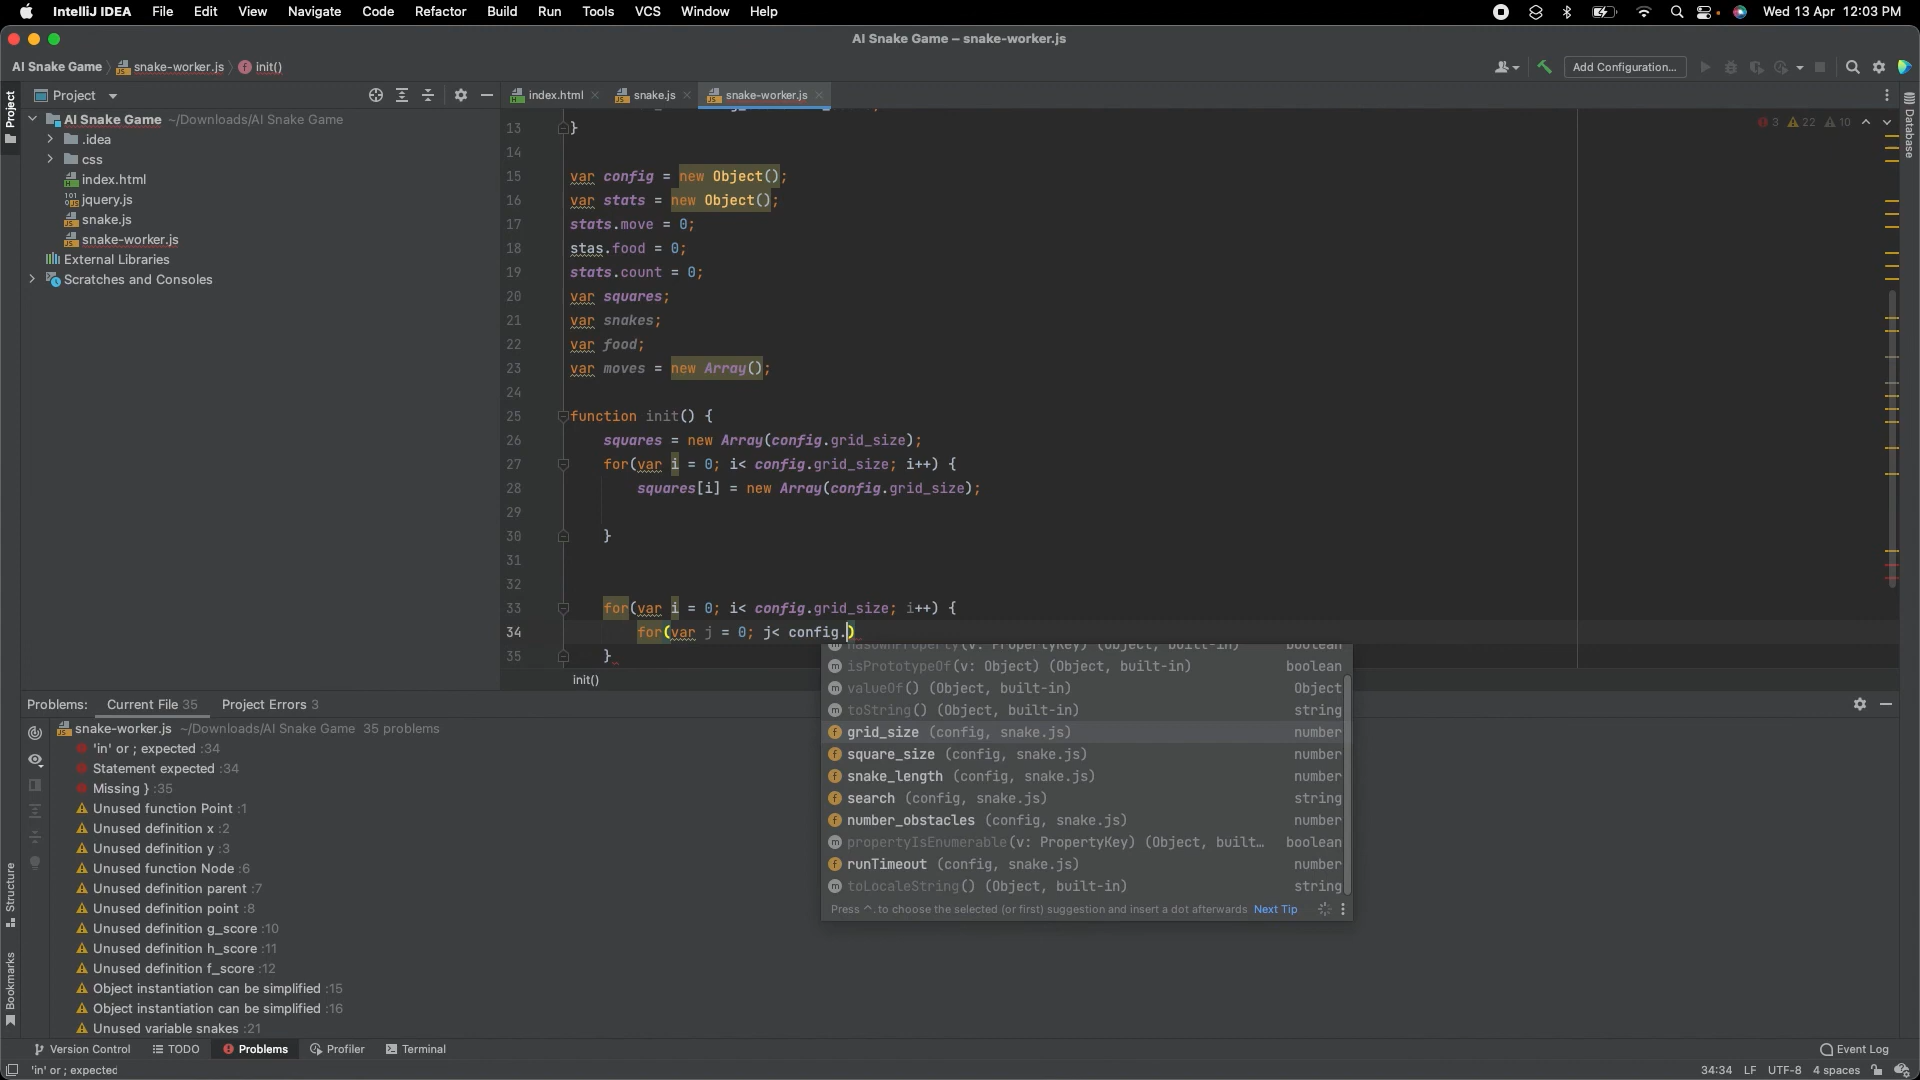 IntelliJ IDEA File Edit View Navigate Code Refactor Build Run Tools VCS Window Help Wed 13 Apr 12:03 PM
AI Snake Game – snake-worker.js
AI Snake Game snake-worker.js init() Add Configuration...
Project index.html snake.js snake-worker.js
AI Snake Game ~/Downloads/AI Snake Game
.idea
css
index.html
jquery.js
snake.js
snake-worker.js
External Libraries
Scratches and Consoles
Project
Structure
Bookmarks
Database
3 22 10
13 }
14
15 var config = new Object();
16 var stats = new Object();
17 stats.move = 0;
18 stas.food = 0;
19 stats.count = 0;
20 var squares;
21 var snakes;
22 var food;
23 var moves = new Array();
24
25 function init() {
26 squares = new Array(config.grid_size);
27 for(var i = 0; i< config.grid_size; i++) {
28 squares[i] = new Array(config.grid_size);
29
30 }
31
32
33 for(var i = 0; i< config.grid_size; i++) {
34 for(var j = 0; j< config.)
35 }
init()
hasOwnProperty(v: PropertyKey) (Object, built-in) boolean
isPrototypeOf(v: Object) (Object, built-in) boolean
valueOf() (Object, built-in) Object
toString() (Object, built-in) string
grid_size (config, snake.js) number
square_size (config, snake.js) number
snake_length (config, snake.js) number
search (config, snake.js) string
number_obstacles (config, snake.js) number
propertyIsEnumerable(v: PropertyKey) (Object, built… boolean
runTimeout (config, snake.js) number
toLocaleString() (Object, built-in) string
Press ^. to choose the selected (or first) suggestion and insert a dot afterwards Next Tip
Problems: Current File 35 Project Errors 3
snake-worker.js ~/Downloads/AI Snake Game 35 problems
'in' or ; expected :34
Statement expected :34
Missing } :35
Unused function Point :1
Unused definition x :2
Unused definition y :3
Unused function Node :6
Unused definition parent :7
Unused definition point :8
Unused definition g_score :10
Unused definition h_score :11
Unused definition f_score :12
Object instantiation can be simplified :15
Object instantiation can be simplified :16
Unused variable snakes :21
Version Control TODO Problems Profiler Terminal Event Log
'in' or ; expected 34:34 LF UTF-8 4 spaces